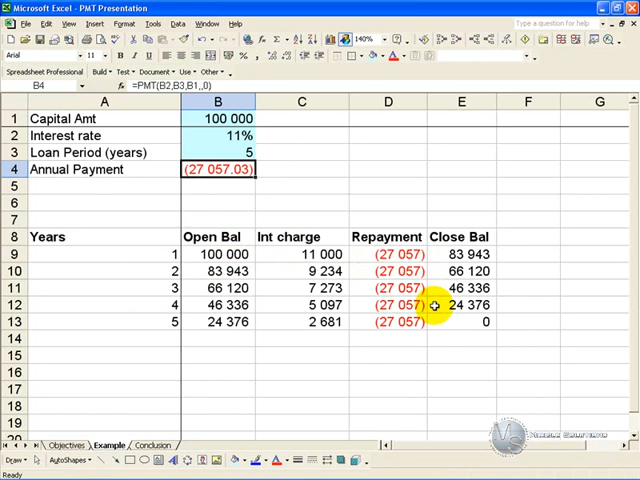 Microsoft Excel - PMT Presentation
File Edit View Insert Format Tools Data Window Help Type a question for help
140%
Arial 11
Spreadsheet Professional Build Test Document Use Other
B4 =PMT(B2,B3,B1,,0)
A B C D E F G
1 Capital Amt 100 000
2 Interest rate 11%
3 Loan Period (years) 5
4 Annual Payment (27 057.03)
5
6
7
8 Years Open Bal Int charge Repayment Close Bal
9 1 100 000 11 000 (27 057) 83 943
10 2 83 943 9 234 (27 057) 66 120
11 3 66 120 7 273 (27 057) 46 336
12 4 46 336 5 097 (27 057) 24 376
13 5 24 376 2 681 (27 057) 0
14
15
16
17
18
19
20
Objectives Example Conclusion
Draw AutoShapes
Ready